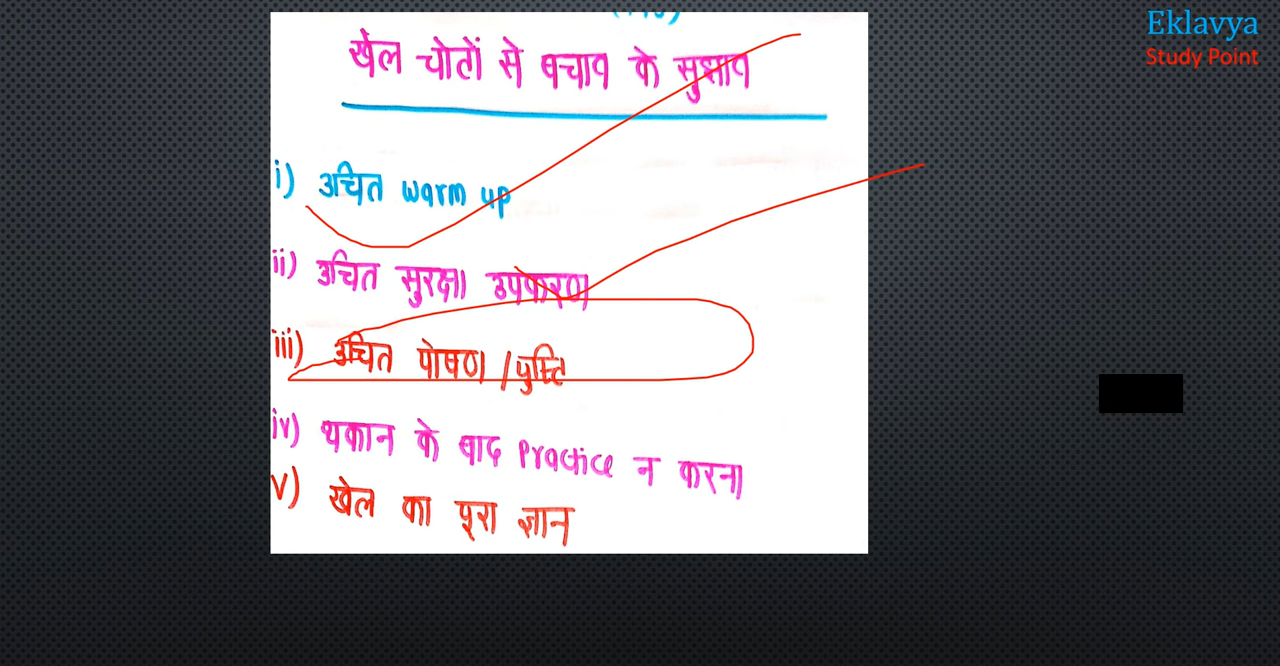 Eklavya
Study Point
खेल चोतों से बचाव के सुझाव
i) उचित warm up
ii) उचित सुरक्षा उपकरण
iii) उचित पोषण / पुष्टि
iv) थकान के बाद Practice न करना
v) खेल का पूरा ज्ञान